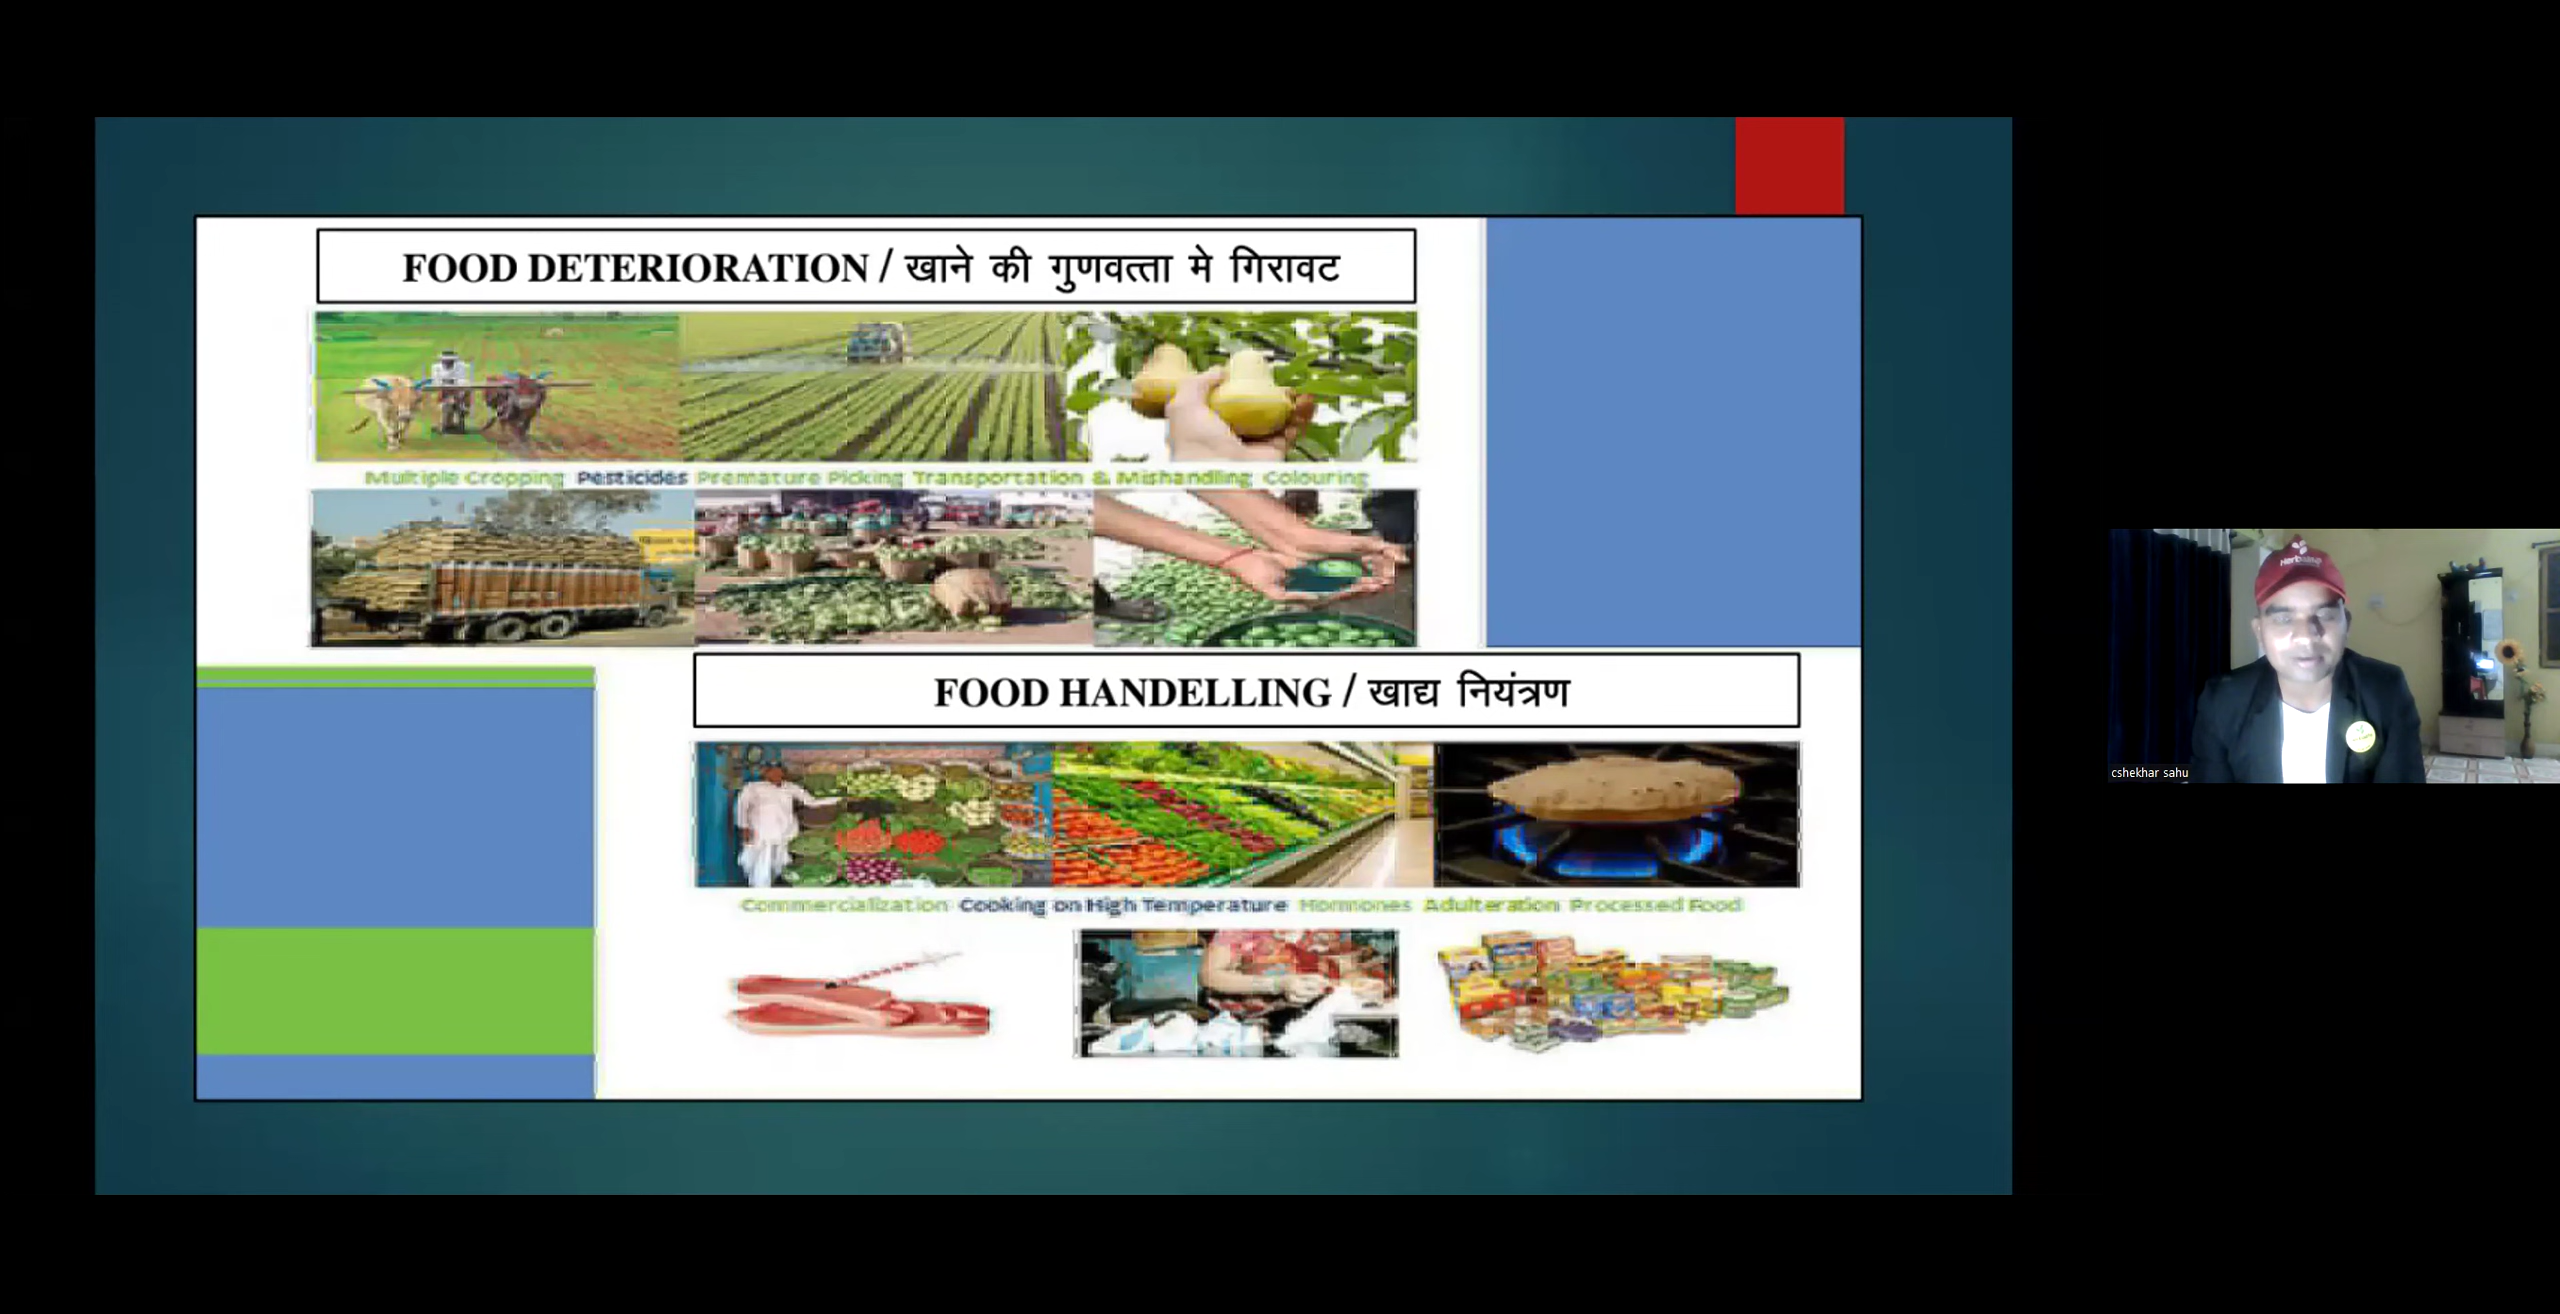 FOOD DETERIORATION / खाने की गुणवत्ता मे गिरावट
Multiple Cropping Pesticides Premature Picking Transportation & Mishandling Colouring
FOOD HANDELLING / खाद्य नियंत्रण
Commercialization Cooking on High Temperature Hormones Adulteration Processed Food
cshekhar sahu